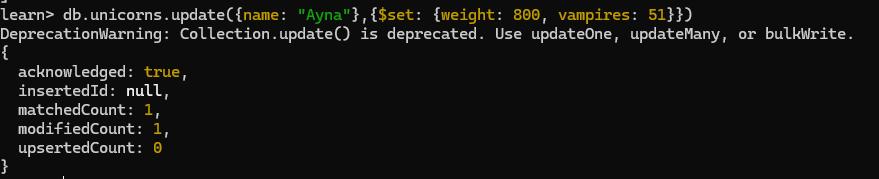 learn> db.unicorns.update({name: "Ayna"},{$set: {weight: 800, vampires: 51}})
DeprecationWarning: Collection.update() is deprecated. Use updateOne, updateMany, or bulkWrite.
{
  acknowledged: true,
  insertedId: null,
  matchedCount: 1,
  modifiedCount: 1,
  upsertedCount: 0
}